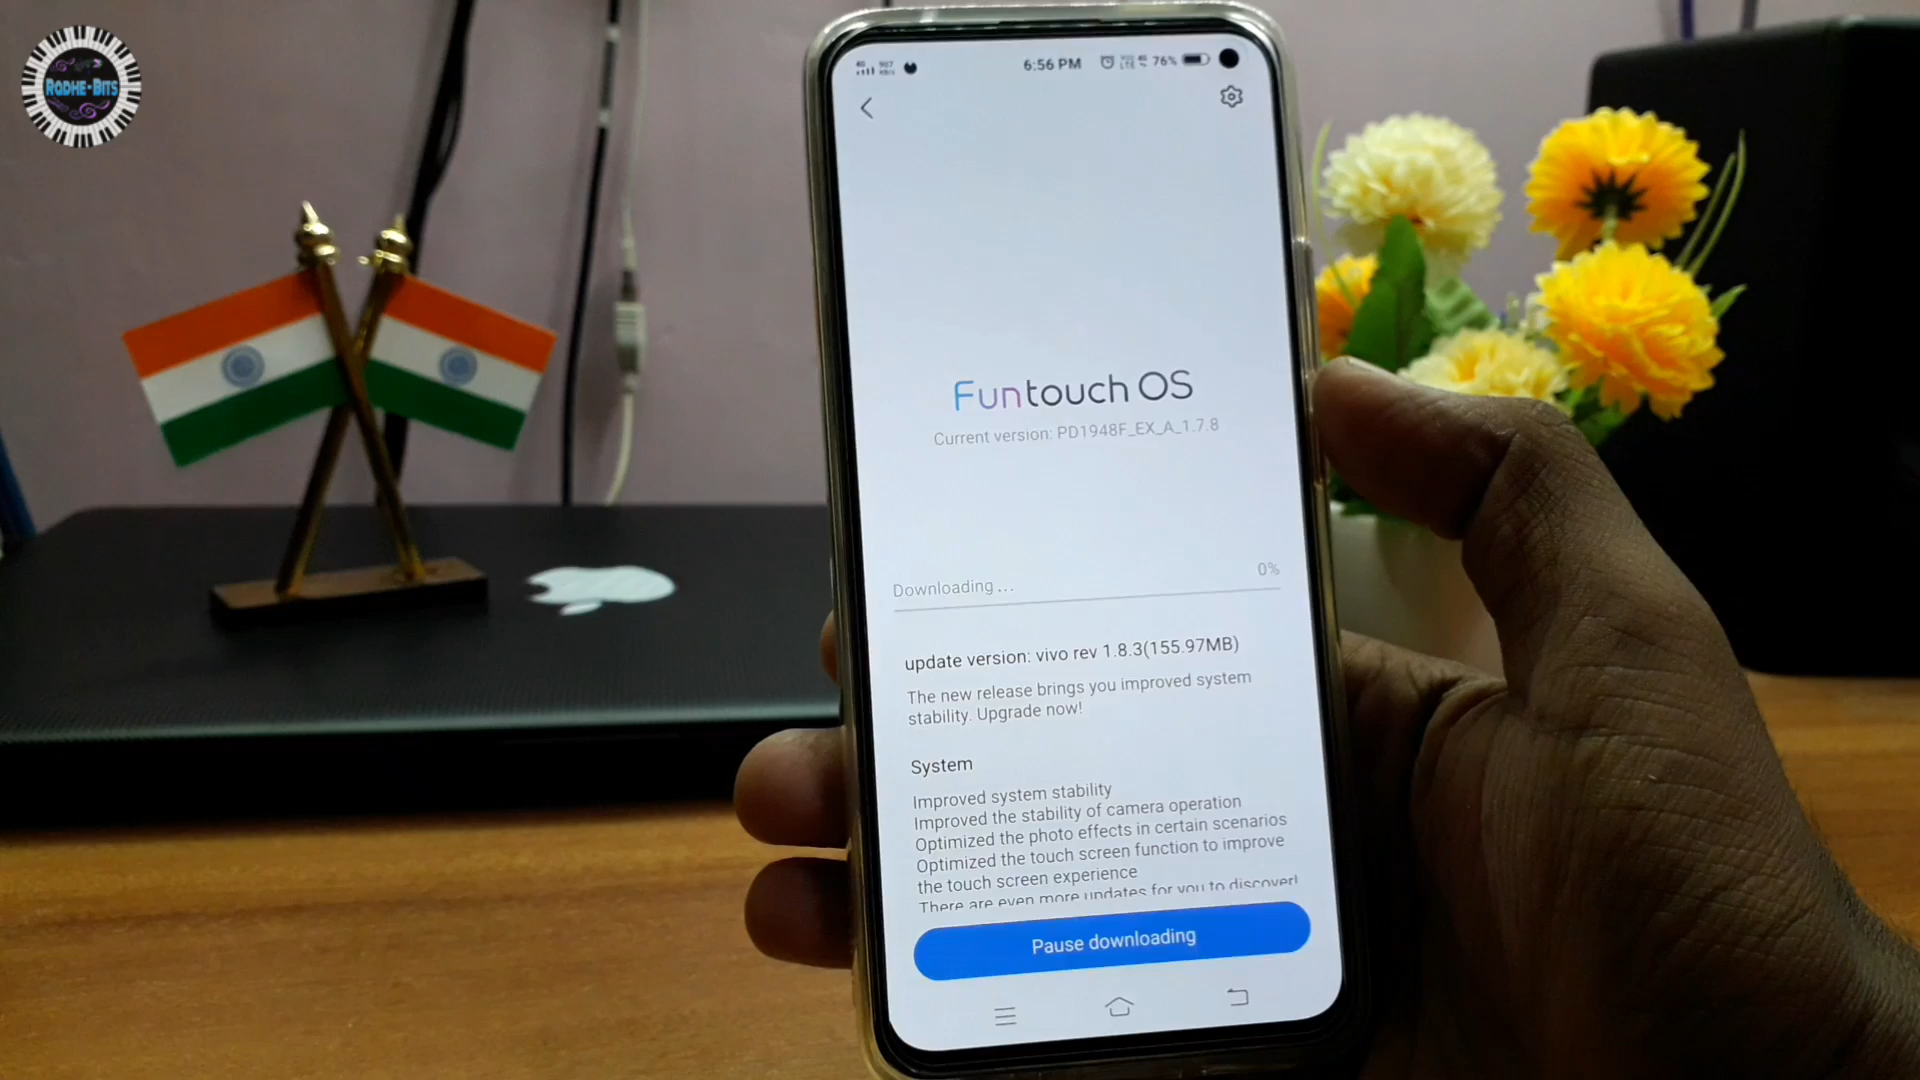 RADHE-BITS
6:56 PM
76%
Funtouch OS
Current version: PD1948F_EX_A_1.7.8
Downloading...
0%
update version: vivo rev 1.8.3(155.97MB)
The new release brings you improved system
stability. Upgrade now!
System
Improved system stability
Improved the stability of camera operation
Optimized the photo effects in certain scenarios
Optimized the touch screen function to improve
the touch screen experience
There are even more updates for you to discover!
Pause downloading